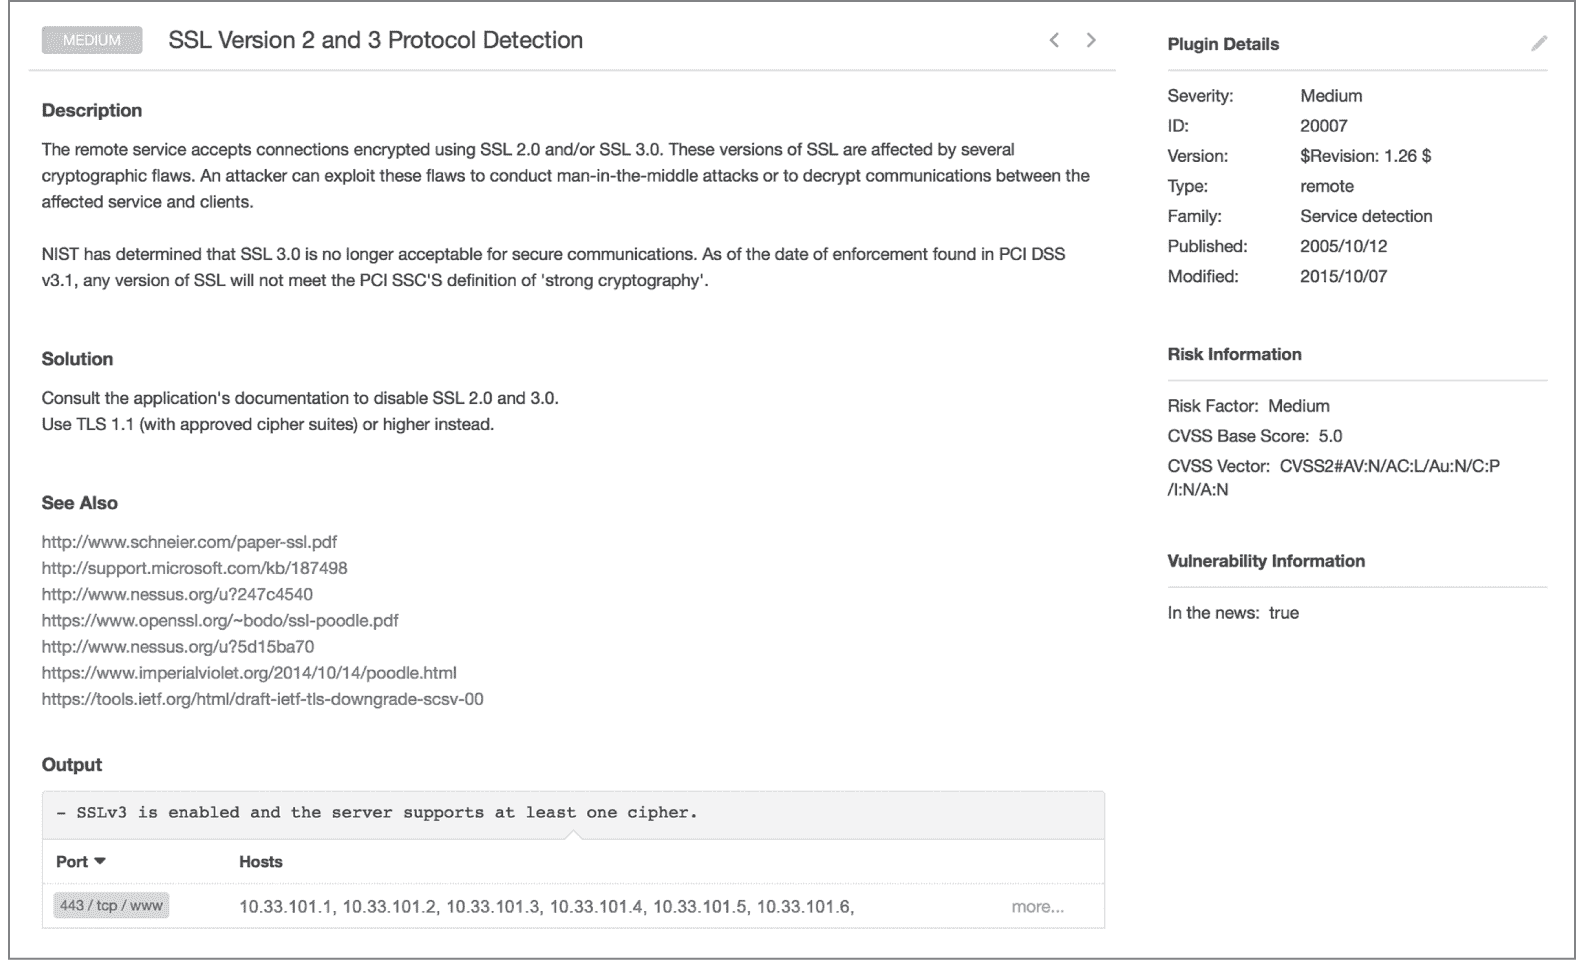 MEDIUM SSL Version 2 and 3 Protocol Detection
Description
The remote service accepts connections encrypted using SSL 2.0 and/or SSL 3.0. These versions of SSL are affected by several
cryptographic flaws. An attacker can exploit these flaws to conduct man-in-the-middle attacks or to decrypt communications between the
affected service and clients.
NIST has determined that SSL 3.0 is no longer acceptable for secure communications. As of the date of enforcement found in PCI DSS
v3.1, any version of SSL will not meet the PCI SSC'S definition of 'strong cryptography'.
Solution
Consult the application's documentation to disable SSL 2.0 and 3.0.
Use TLS 1.1 (with approved cipher suites) or higher instead.
See Also
http://www.schneier.com/paper-ssl.pdf
http://support.microsoft.com/kb/187498
http://www.nessus.org/u?247c4540
https://www.openssl.org/~bodo/ssl-poodle.pdf
http://www.nessus.org/u?5d15ba70
https://www.imperialviolet.org/2014/10/14/poodle.html
https://tools.ietf.org/html/draft-ietf-tls-downgrade-scsv-00
Output
- SSLv3 is enabled and the server supports at least one cipher.
Port Hosts
443 / tcp / www 10.33.101.1, 10.33.101.2, 10.33.101.3, 10.33.101.4, 10.33.101.5, 10.33.101.6, more...
Plugin Details
Severity: Medium
ID: 20007
Version: $Revision: 1.26 $
Type: remote
Family: Service detection
Published: 2005/10/12
Modified: 2015/10/07
Risk Information
Risk Factor: Medium
CVSS Base Score: 5.0
CVSS Vector: CVSS2#AV:N/AC:L/Au:N/C:P
/I:N/A:N
Vulnerability Information
In the news: true